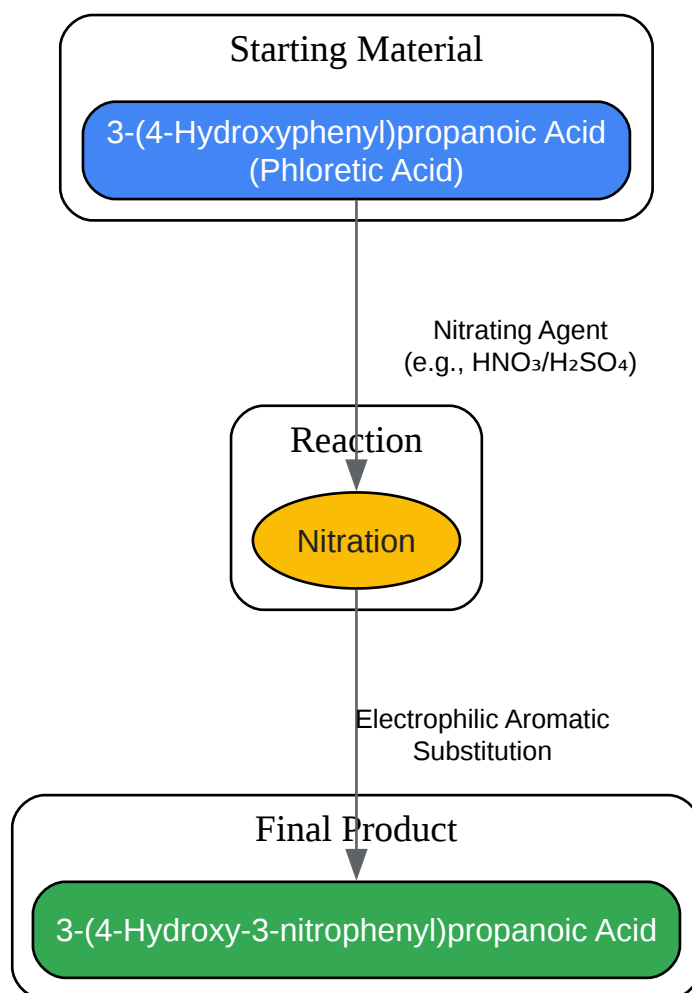 Starting Material
3-(4-Hydroxyphenyl)propanoic Acid
(Phloretic Acid)
Nitrating Agent
(e.g., HNO₃/H₂SO₄)
Reaction
Nitration
Electrophilic Aromatic
Substitution
Final Product
3-(4-Hydroxy-3-nitrophenyl)propanoic Acid